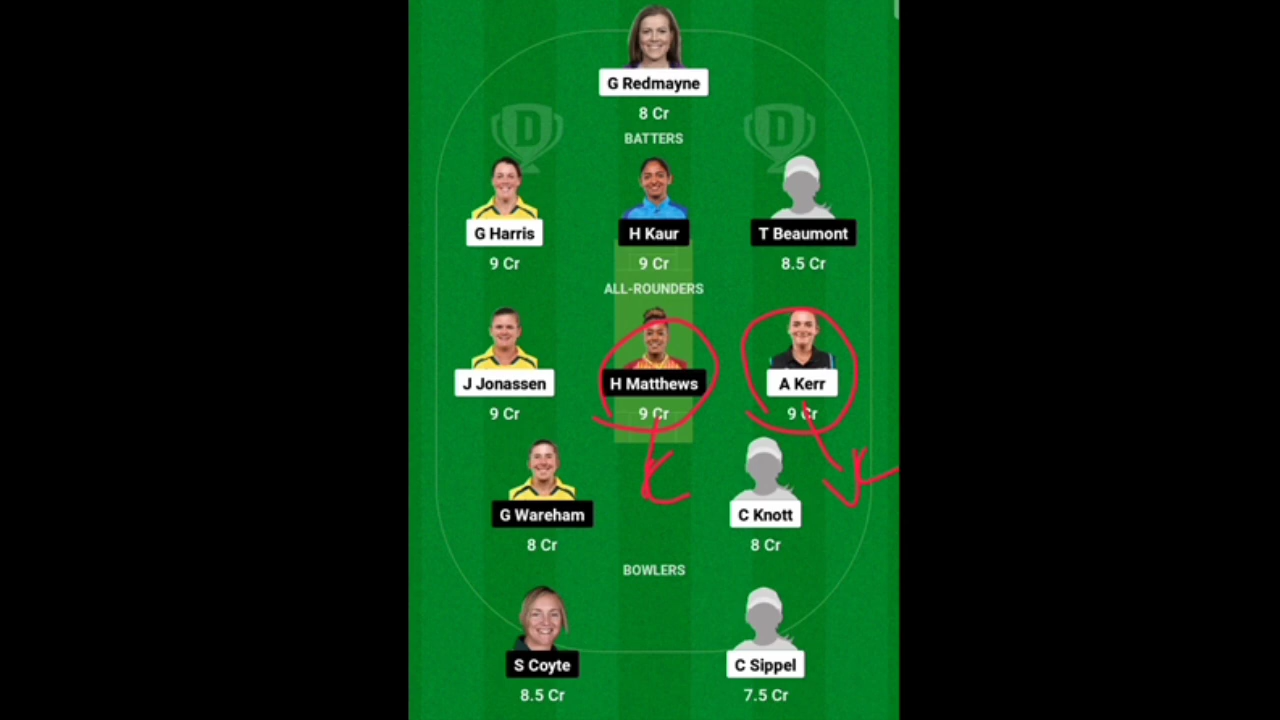 G Redmayne
8 Cr
D D
BATTERS
G Harris H Kaur T Beaumont
9 Cr 9 Cr 8.5 Cr
ALL-ROUNDERS
J Jonassen H Matthews A Kerr
9 Cr 9 Cr 9 Cr
G Wareham C Knott
8 Cr 8 Cr
BOWLERS
S Coyte C Sippel
8.5 Cr 7.5 Cr